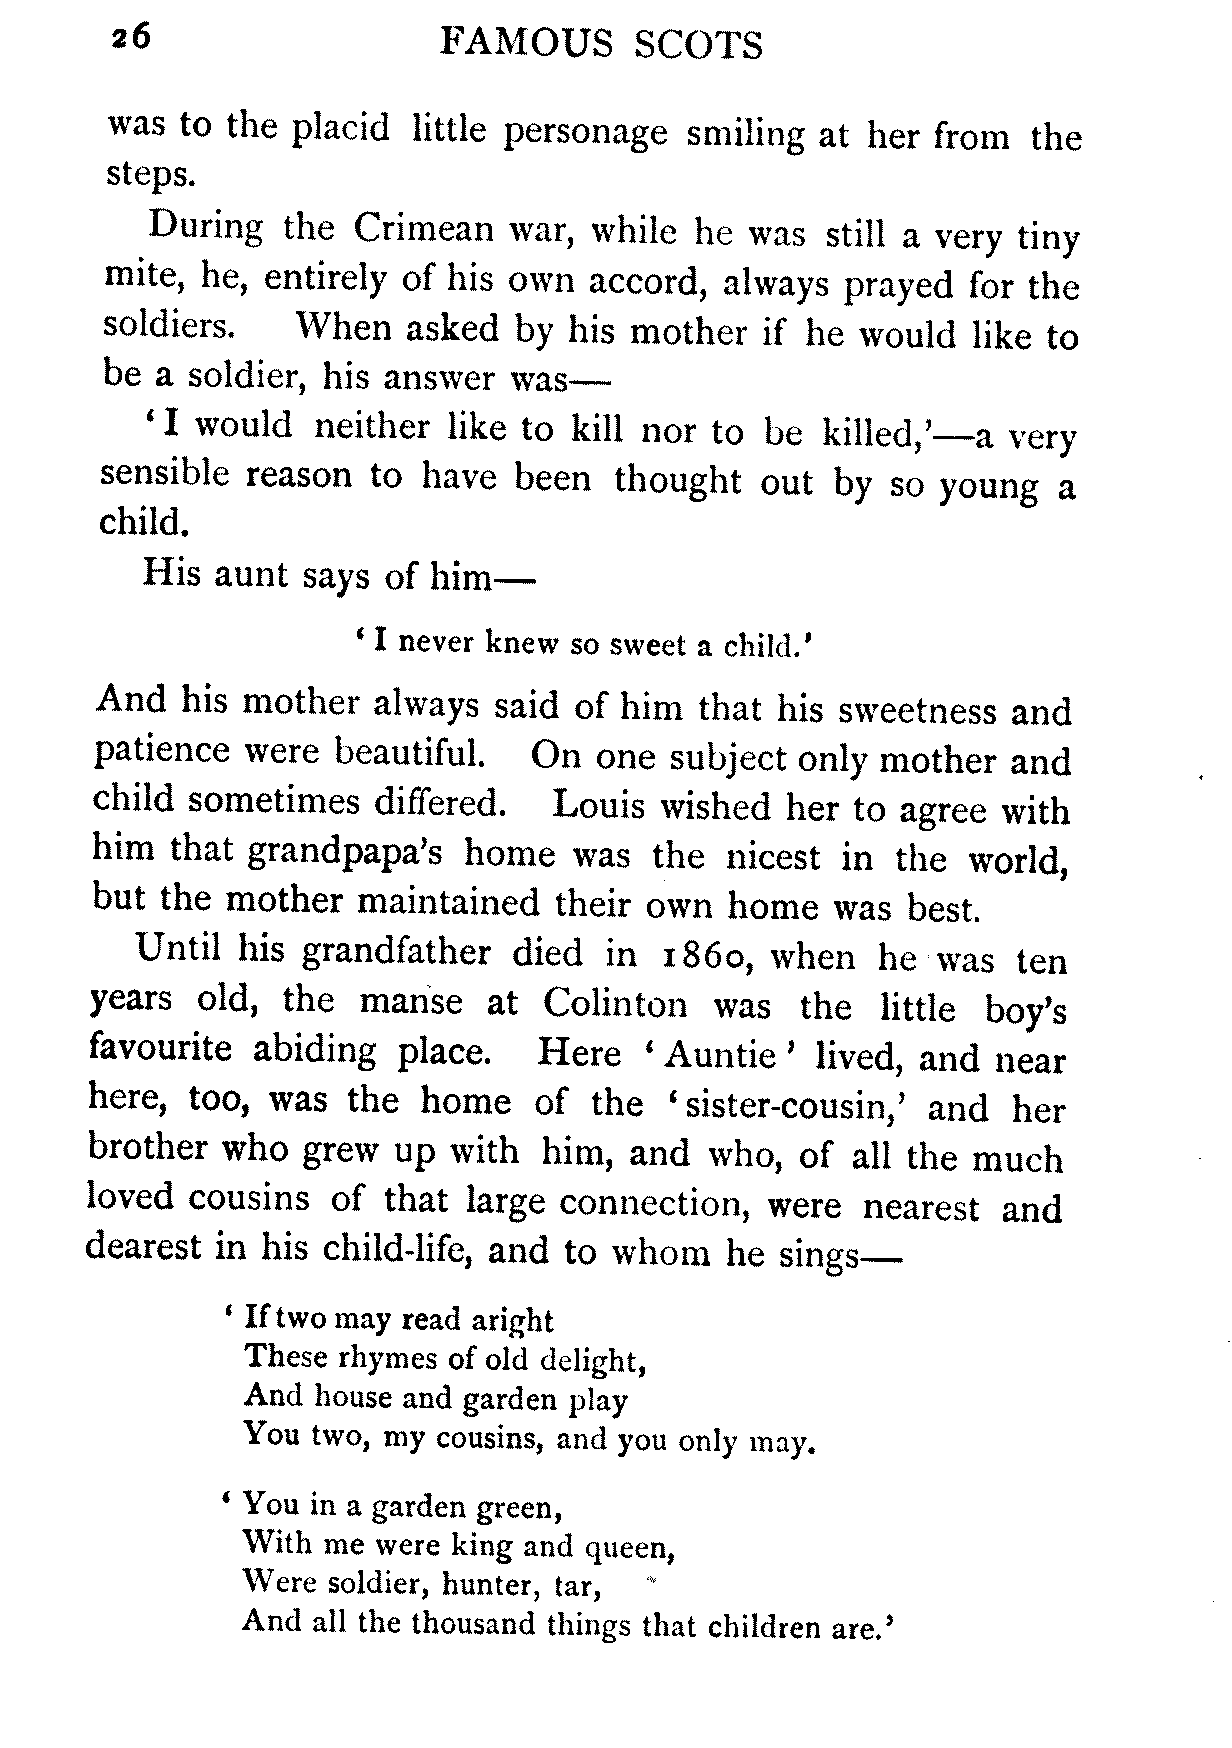 26 FAMOUS SCOTS
was to the placid little personage smiling at her from the
steps.
During the Crimean war, while he was still a very tiny
mite, he, entirely of his own accord, always prayed for the
soldiers. When asked by his mother if he would like to
be a soldier, his answer was—
‘I would neither like to kill nor to be killed,’—a very
sensible reason to have been thought out by so young a
child.
His aunt says of him—
‘I never knew so sweet a child.’
And his mother always said of him that his sweetness and
patience were beautiful. On one subject only mother and
child sometimes differed. Louis wished her to agree with
him that grandpapa’s home was the nicest in the world,
but the mother maintained their own home was best.
Until his grandfather died in 1860, when he was ten
years old, the manse at Colinton was the little boy’s
favourite abiding place. Here ‘Auntie’ lived, and near
here, too, was the home of the ‘sister-cousin,’ and her
brother who grew up with him, and who, of all the much
loved cousins of that large connection, were nearest and
dearest in his child-life, and to whom he sings—
‘If two may read aright
These rhymes of old delight,
And house and garden play
You two, my cousins, and you only may.
‘You in a garden green,
With me were king and queen,
Were soldier, hunter, tar,
And all the thousand things that children are.’